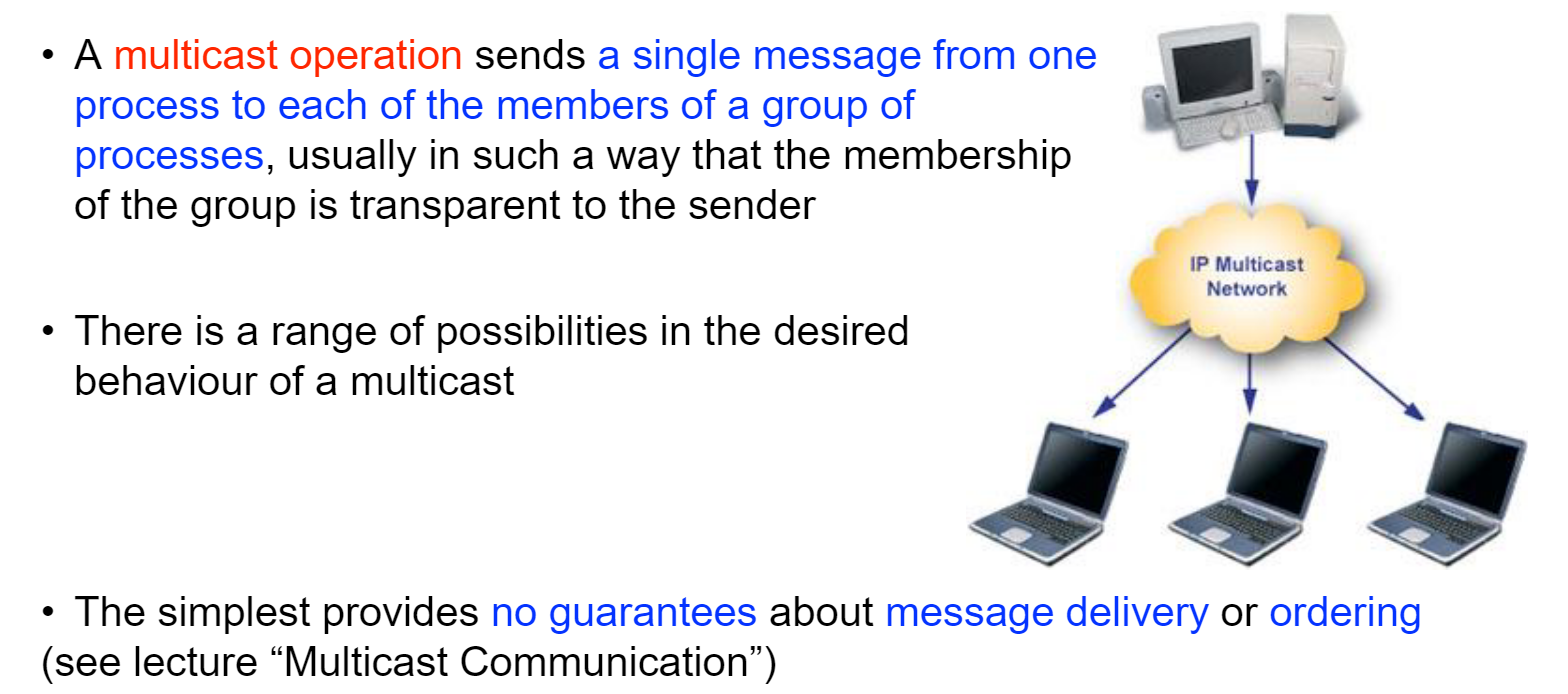 • A multicast operation sends a single message from one
process to each of the members of a group of
processes, usually in such a way that the membership
of the group is transparent to the sender
IP Multicast
Network
• There is a range of possibilities in the desired
behaviour of a multicast
• The simplest provides no guarantees about message delivery or ordering
(see lecture “Multicast Communication”)